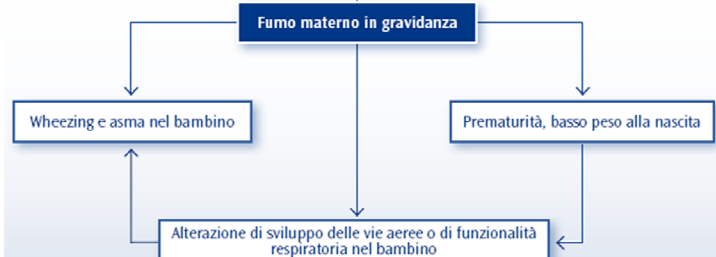 Fumo materno in gravidanza
Wheezing e asma nel bambino
Prematurità, basso peso alla nascita
Alterazione di sviluppo delle vie aeree o di funzionalità
respiratoria nel bambino